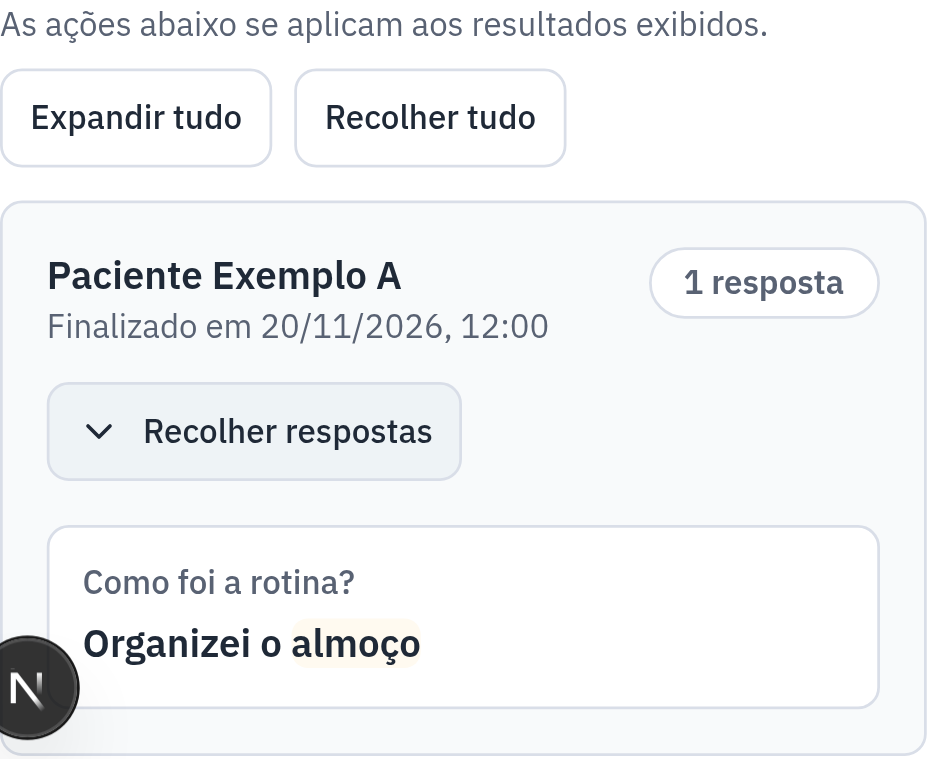 As ações abaixo se aplicam aos resultados exibidos.
Expandir tudo
Recolher tudo
Paciente Exemplo A
1 resposta
Finalizado em 20/11/2026, 12:00
Recolher respostas
Como foi a rotina?
Organizei o almoço
N